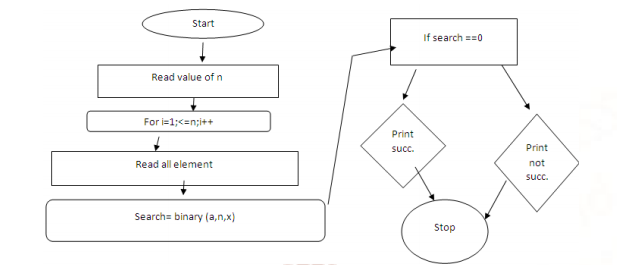 Start
Read value of n
For i=1;<=n;i++
Read all element
Search= binary (a,n,x)
If search ==0
Print
succ.
Print
not
succ.
Stop